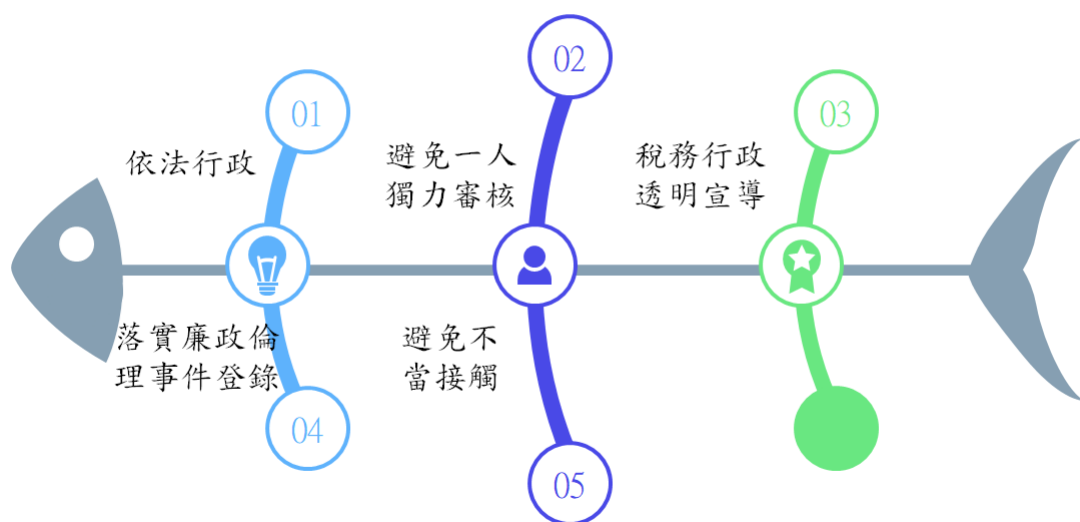 01
依法行政
02
避免一人
獨力審核
03
稅務行政
透明宣導
落實廉政倫
理事件登錄
04
避免不
當接觸
05